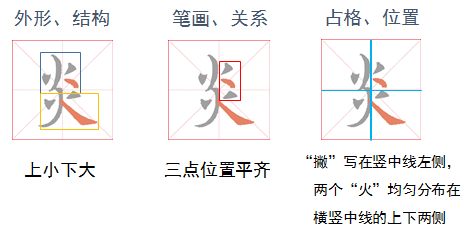 外形、结构
笔画、关系
占格、位置
炎
炎
炎
上小下大
三点位置平齐
“撇”写在竖中线左侧，
两个“火”均匀分布在
横竖中线的上下两侧